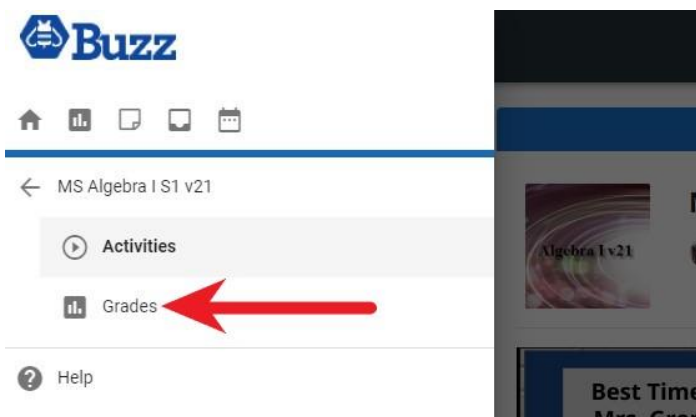 Buzz
MS Algebra I S1 v21
Activities
Grades
Help
Algebra I v21
Best Time